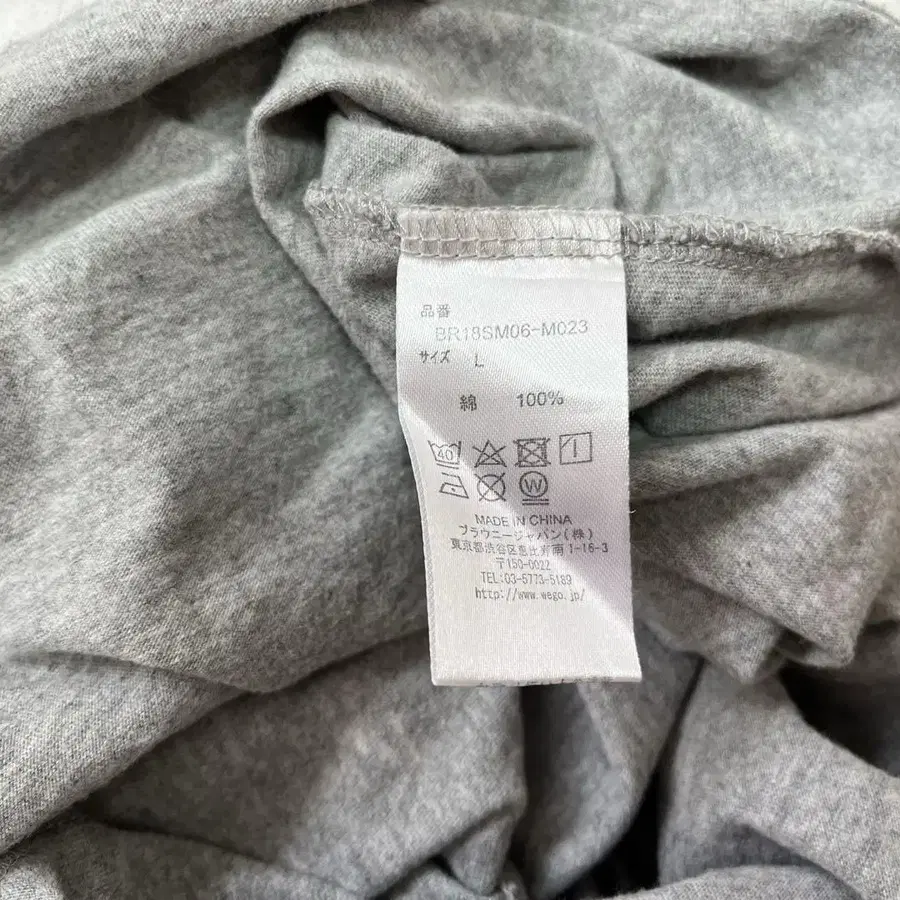 品番
BR18SM06-M023
サイズ L
綿 100%
40
W
MADE IN CHINA
ブラウニージャパン(株)
東京都渋谷区恵比寿南1-16-3
〒150-0022
TEL:03-5773-5189
http://www.wego.jp/